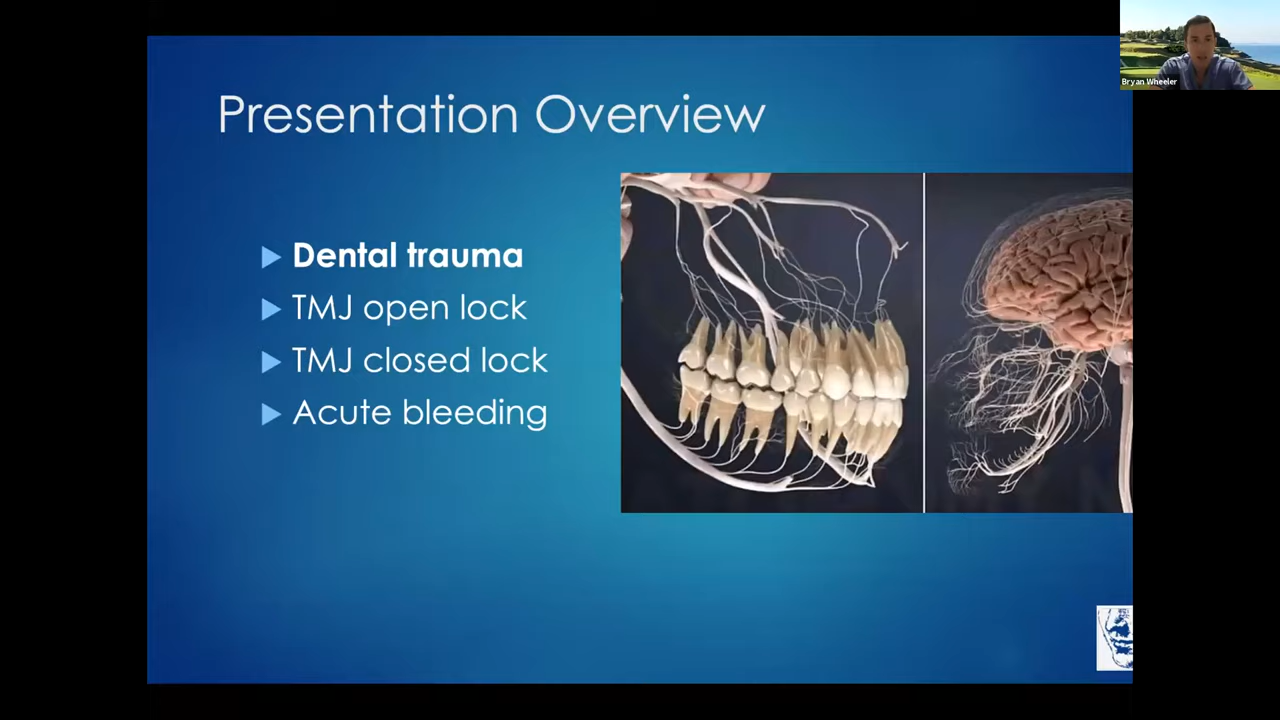 Presentation Overview
Dental trauma
TMJ open lock
TMJ closed lock
Acute bleeding
Bryan Wheeler